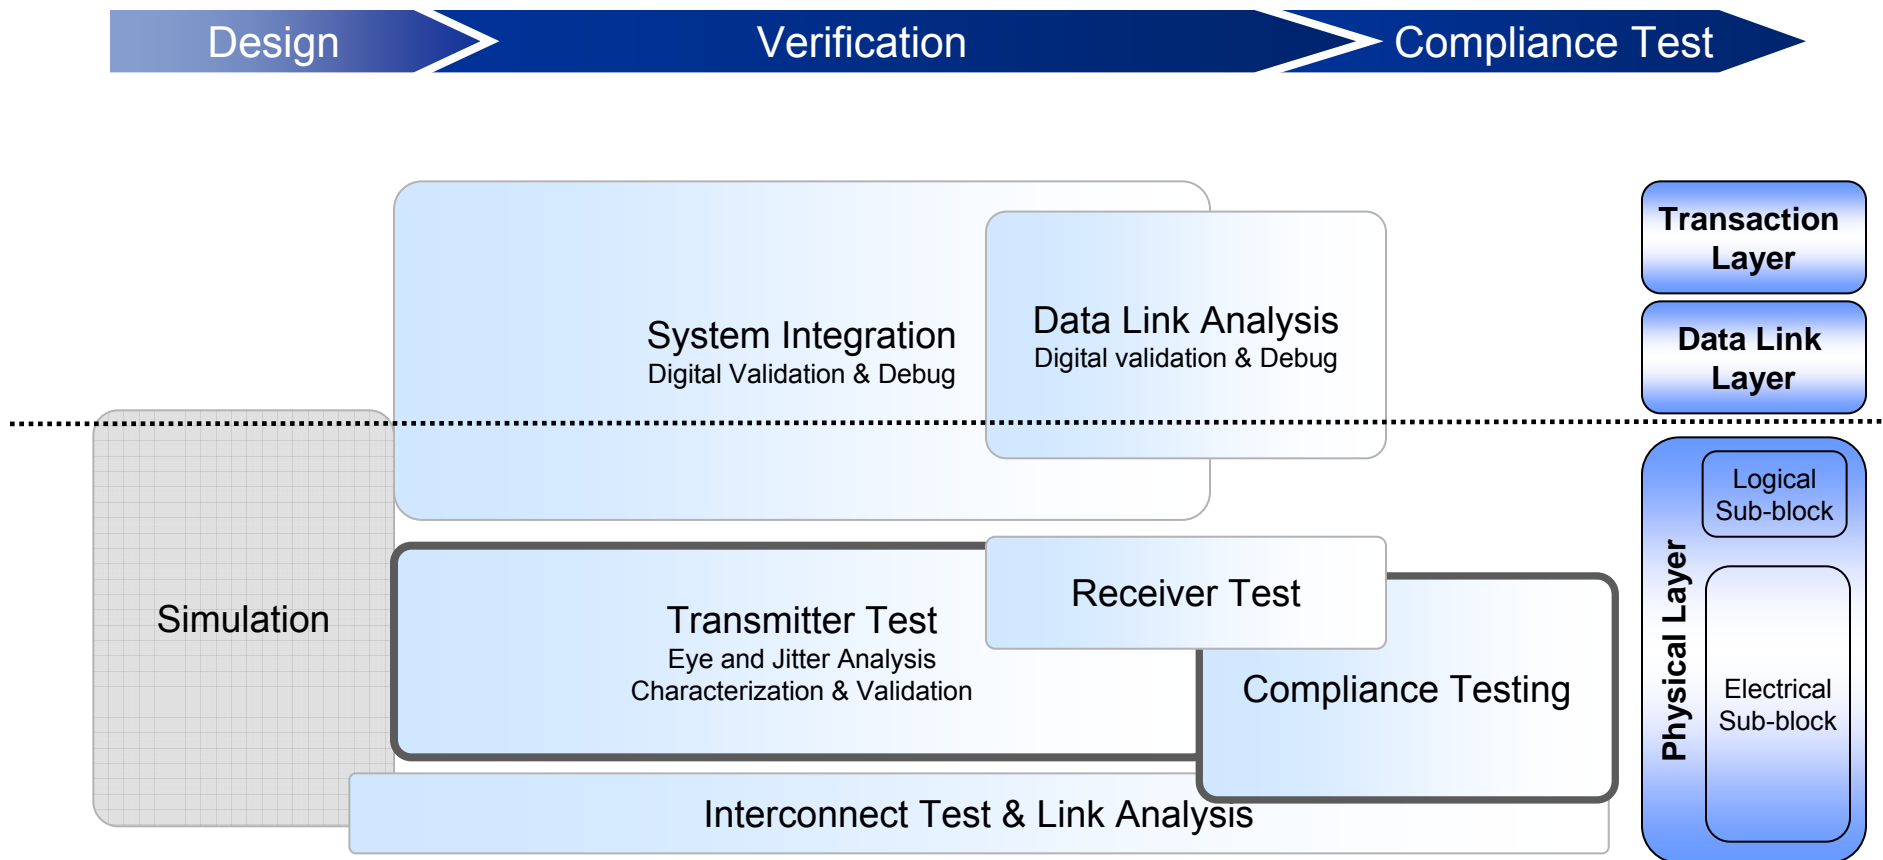 Design
Verification
Compliance Test
System Integration
Digital Validation & Debug
Data Link Analysis
Digital validation & Debug
Transaction
Layer
Data Link
Layer
Simulation
Transmitter Test
Eye and Jitter Analysis
Characterization & Validation
Receiver Test
Compliance Testing
Interconnect Test & Link Analysis
Physical Layer
Logical
Sub-block
Electrical
Sub-block